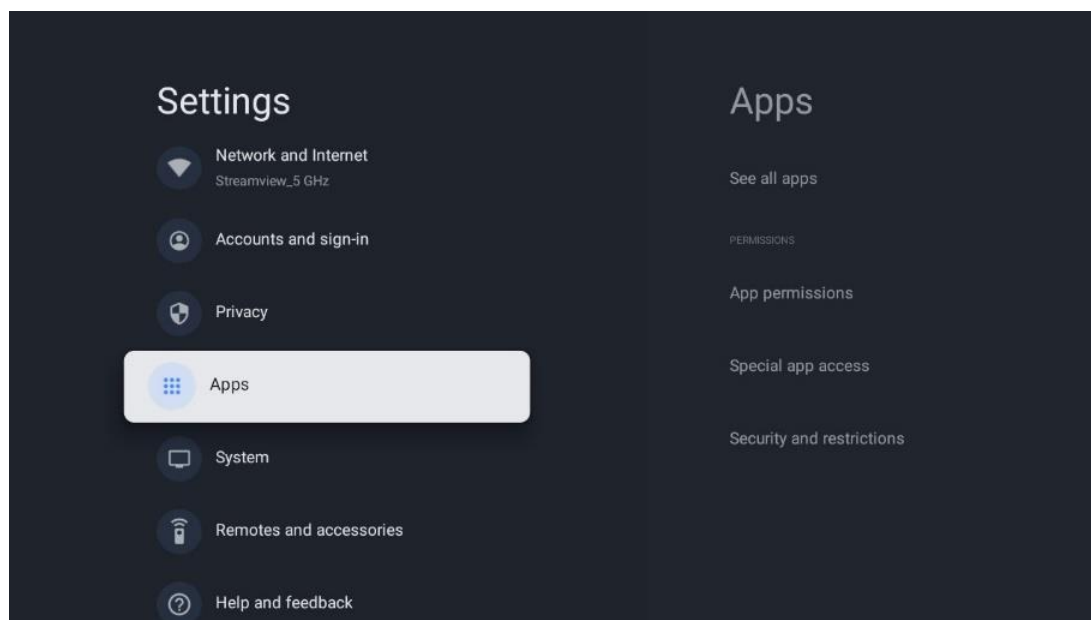 Settings
Network and Internet
Streamview_5 GHz
Accounts and sign-in
Privacy
Apps
System
Remotes and accessories
Help and feedback
Apps
See all apps
PERMISSIONS
App permissions
Special app access
Security and restrictions